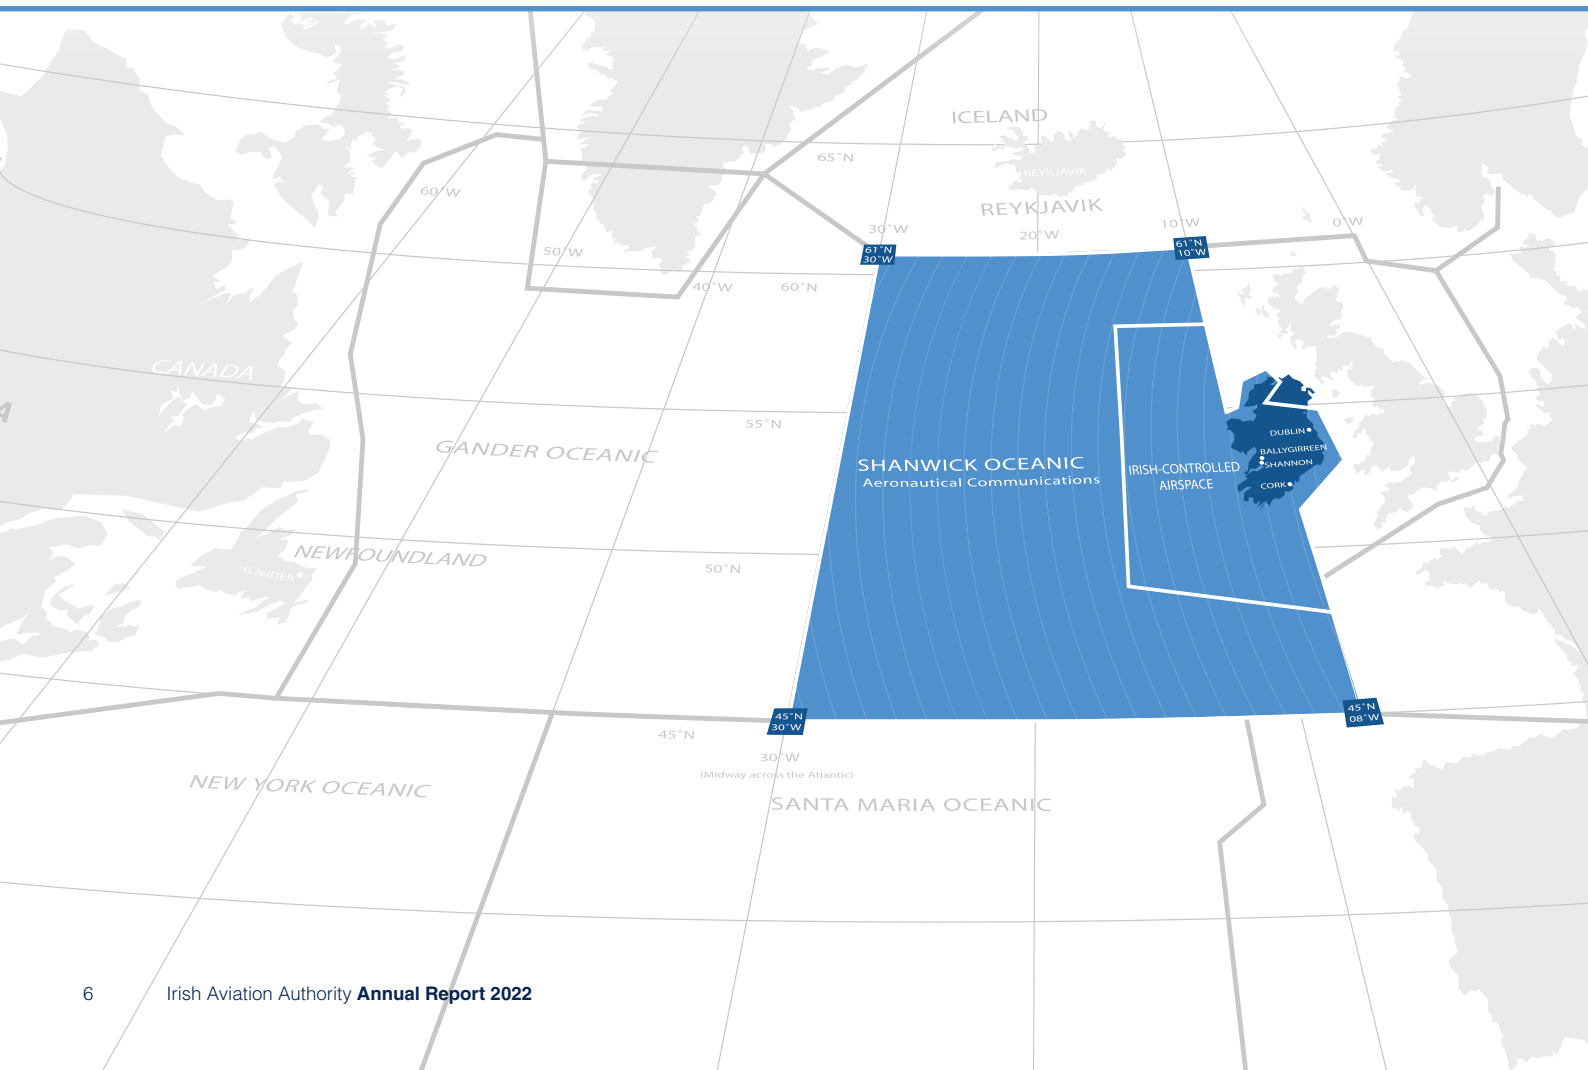 ICELAND
65°N
REYKJAVIK
60°W
REYKJAVIK
30°W
20°W
10°W
0°W
61°N
30°W
61°N
10°W
50°W
40°W
60°N
CANADA
A
55°N
GANDER OCEANIC
SHANWICK OCEANIC
Aeronautical Communications
IRISH-CONTROLLED
AIRSPACE
DUBLIN
BALLYGIRREEN
SHANNON
CORK
NEWFOUNDLAND
GANDER
50°N
45°N
30°W
45°N
08°W
45°N
30°W
(Midway across the Atlantic)
NEW YORK OCEANIC
SANTA MARIA OCEANIC
6 Irish Aviation Authority Annual Report 2022